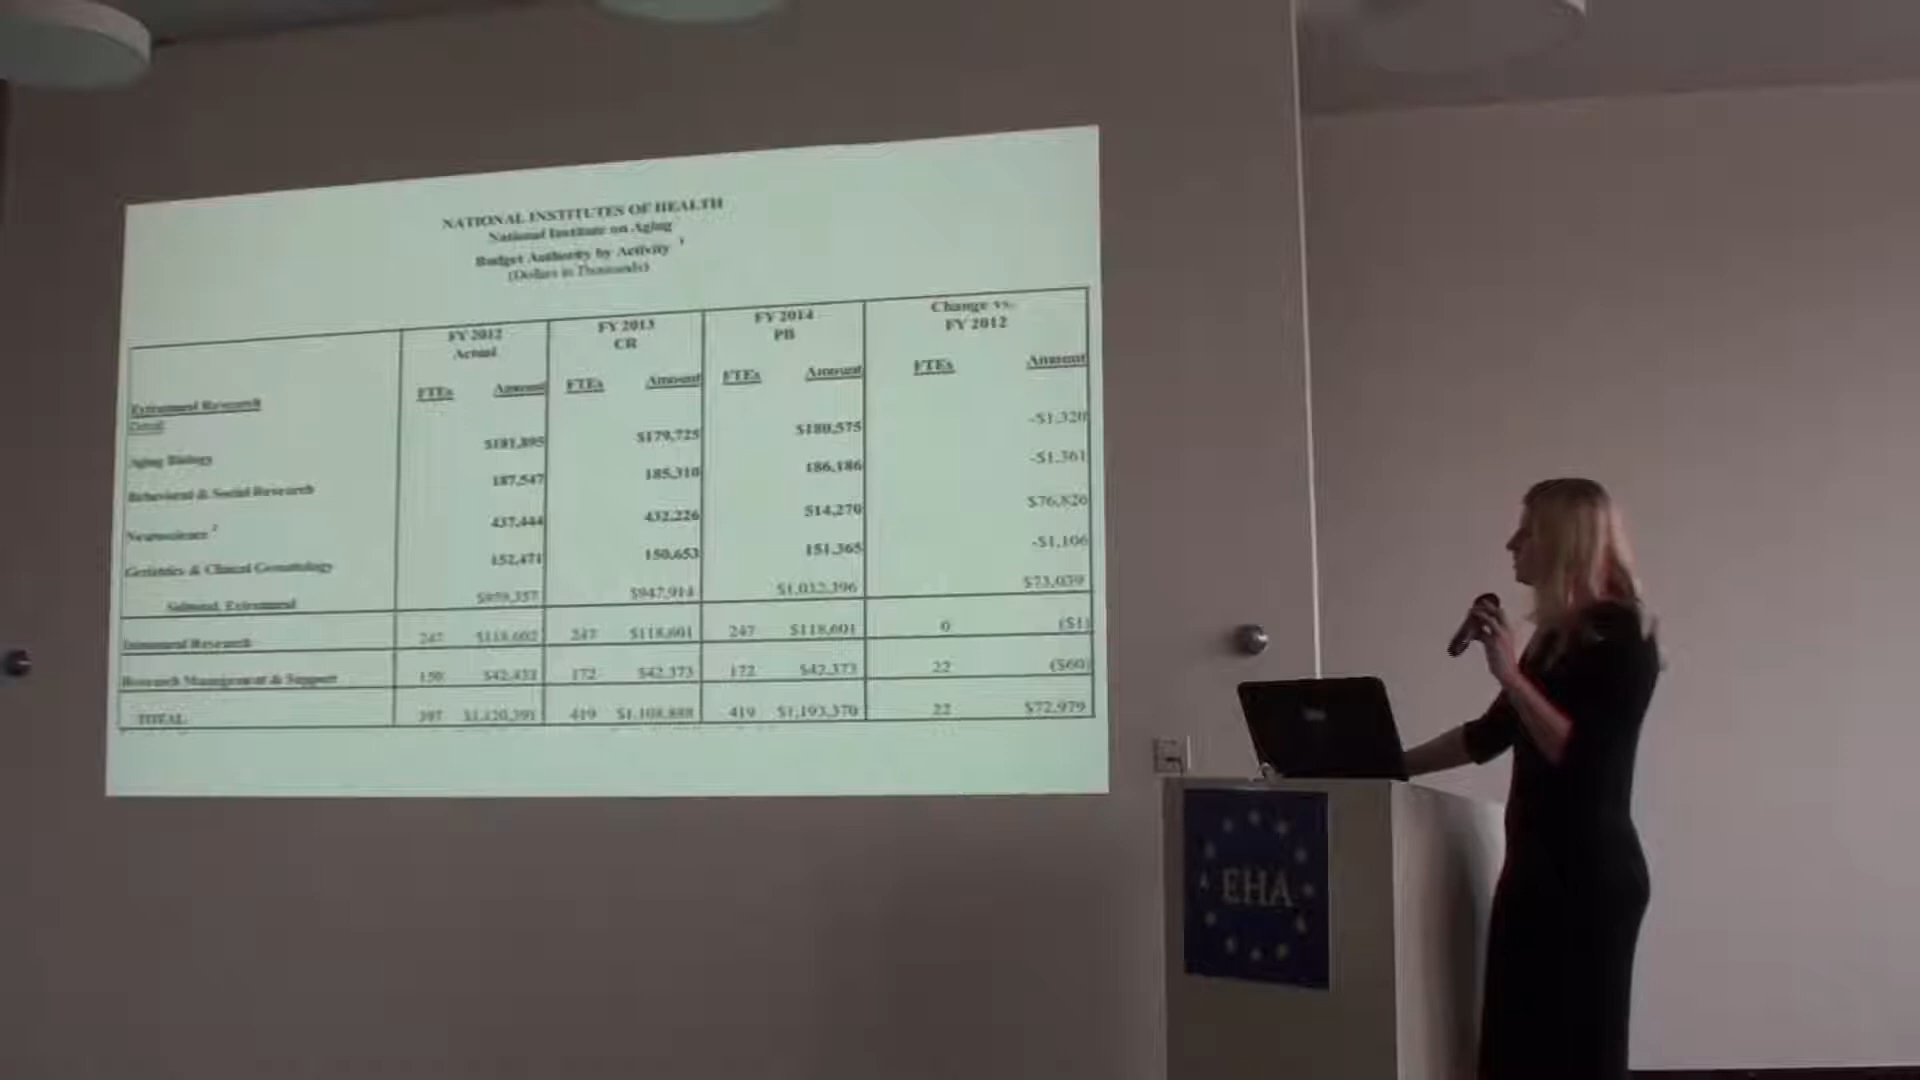 NATIONAL INSTITUTES OF HEALTH
National Institute on Aging
Budget Authority by Activity 1
(Dollars in Thousands)
FY 2012 FY 2013 FY 2014 Change vs.
Actual CR PB FY 2012
FTEs Amount FTEs Amount FTEs Amount FTEs Amount
Extramural Research
Detail
Aging Biology $181,895 $179,725 $180,575 -$1,320
Behavioral & Social Research 187,547 185,310 186,186 -$1,361
Neuroscience 2 437,444 432,226 514,270 $76,826
Geriatrics & Clinical Gerontology 152,471 150,653 151,365 -$1,106
Subtotal, Extramural $959,357 $947,914 $1,032,396 $73,039
Intramural Research 247 $118,602 247 $118,601 247 $118,601 0 ($1)
Research Management & Support 150 $42,432 172 $42,373 172 $42,373 22 ($60)
TOTAL 397 $1,120,391 419 $1,108,888 419 $1,193,370 22 $72,979
EHA